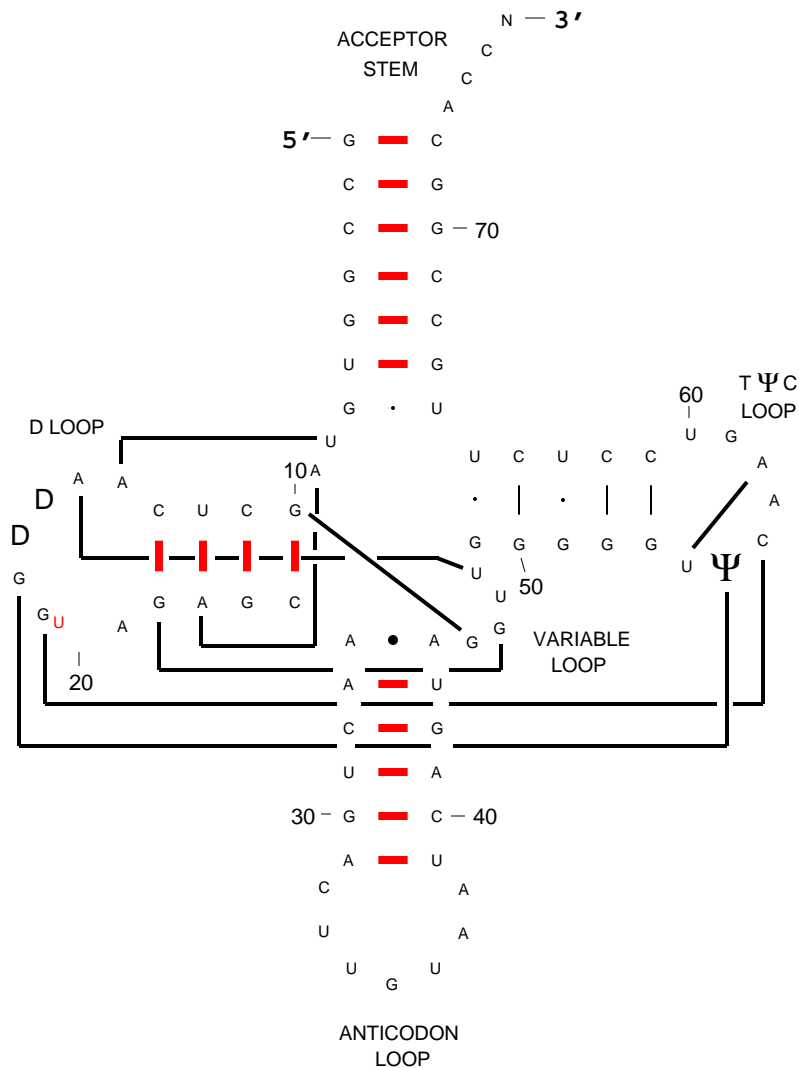 N 3'
C
ACCEPTOR
STEM
C
A
5' G C
C G
C G 70
G C
G C
U G
G U
T Ψ C
LOOP
60
U G
D LOOP
U
A A
10 A
U C U C C
A
D
C U C G
A
D
G G G G G U Ψ C
G
U
50
U
G U
A G A G C
G
20
A A G
VARIABLE
LOOP
A U
C G
U A
30 G C 40
A U
C A
U A
U G U
ANTICODON
LOOP